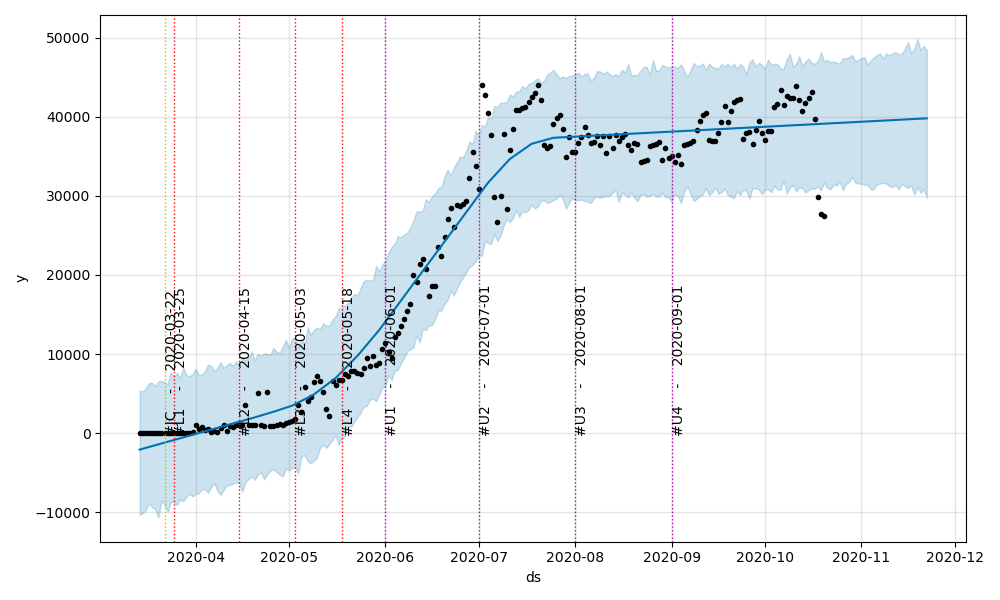 50000
40000
30000
20000
10000
0
−10000
y
#JC - 2020-03-22
#L1 - 2020-03-25
#L2 - 2020-04-15
#L3 - 2020-05-03
#L4 - 2020-05-18
#U1 - 2020-06-01
#U2 - 2020-07-01
#U3 - 2020-08-01
#U4 - 2020-09-01
2020-04
2020-05
2020-06
2020-07
2020-08
2020-09
2020-10
2020-11
2020-12
ds